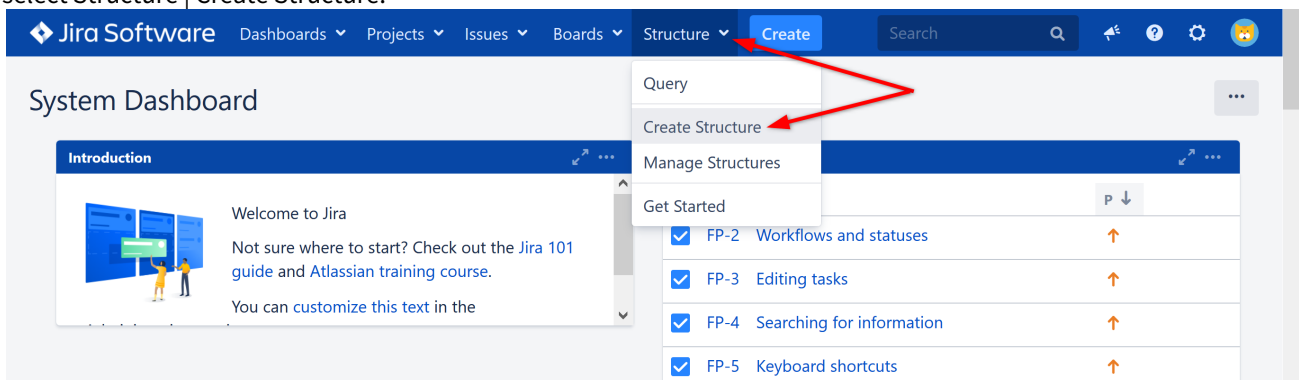 select Structure | Create Structure.
Jira Software Dashboards Projects Issues Boards Structure Create Search
Query
System Dashboard
Create Structure
Introduction
Manage Structures
Get Started
P
Welcome to Jira
Not sure where to start? Check out the Jira 101
guide and Atlassian training course.
You can customize this text in the
FP-2 Workflows and statuses
FP-3 Editing tasks
FP-4 Searching for information
FP-5 Keyboard shortcuts